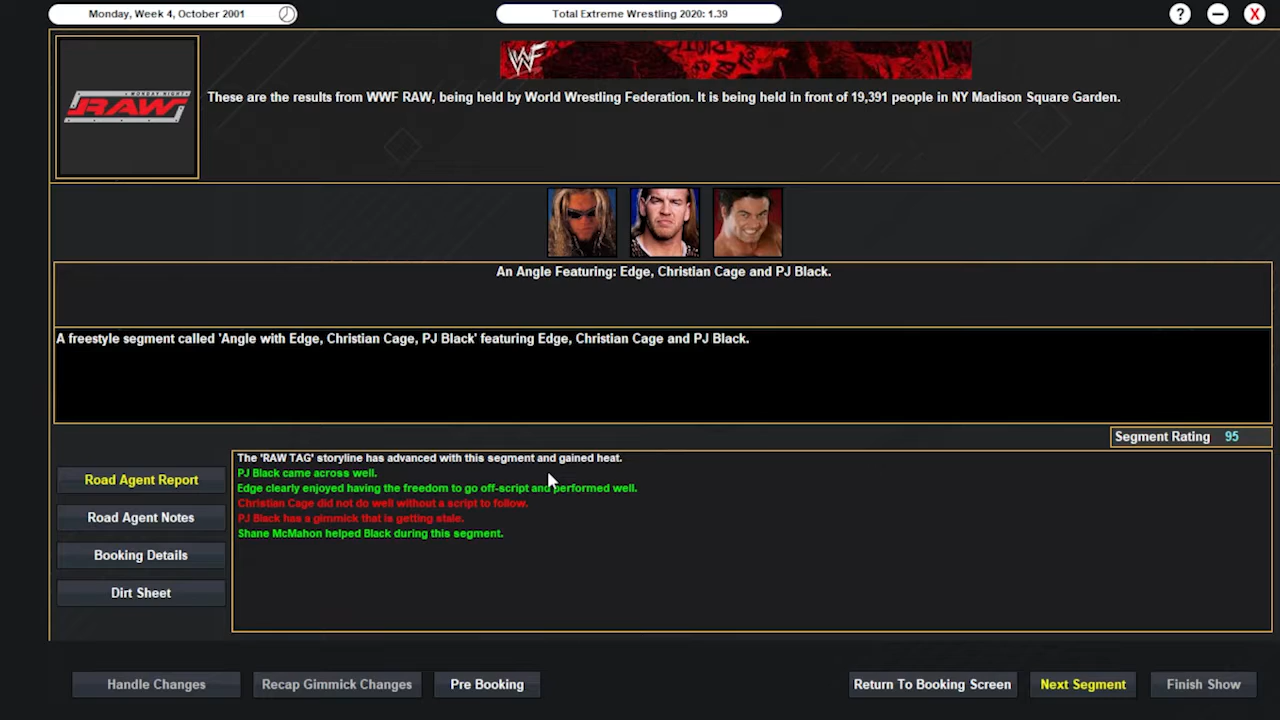 Monday, Week 4, October 2001
Total Extreme Wrestling 2020: 1.39
?
X
MONDAY NIGHT
RAW
WF
These are the results from WWF RAW, being held by World Wrestling Federation. It is being held in front of 19,391 people in NY Madison Square Garden.
An Angle Featuring: Edge, Christian Cage and PJ Black.
A freestyle segment called 'Angle with Edge, Christian Cage, PJ Black' featuring Edge, Christian Cage and PJ Black.
Segment Rating 95
Road Agent Report
Road Agent Notes
Booking Details
Dirt Sheet
The 'RAW TAG' storyline has advanced with this segment and gained heat.
PJ Black came across well.
Edge clearly enjoyed having the freedom to go off-script and performed well.
Christian Cage did not do well without a script to follow.
PJ Black has a gimmick that is getting stale.
Shane McMahon helped Black during this segment.
Handle Changes
Recap Gimmick Changes
Pre Booking
Return To Booking Screen
Next Segment
Finish Show